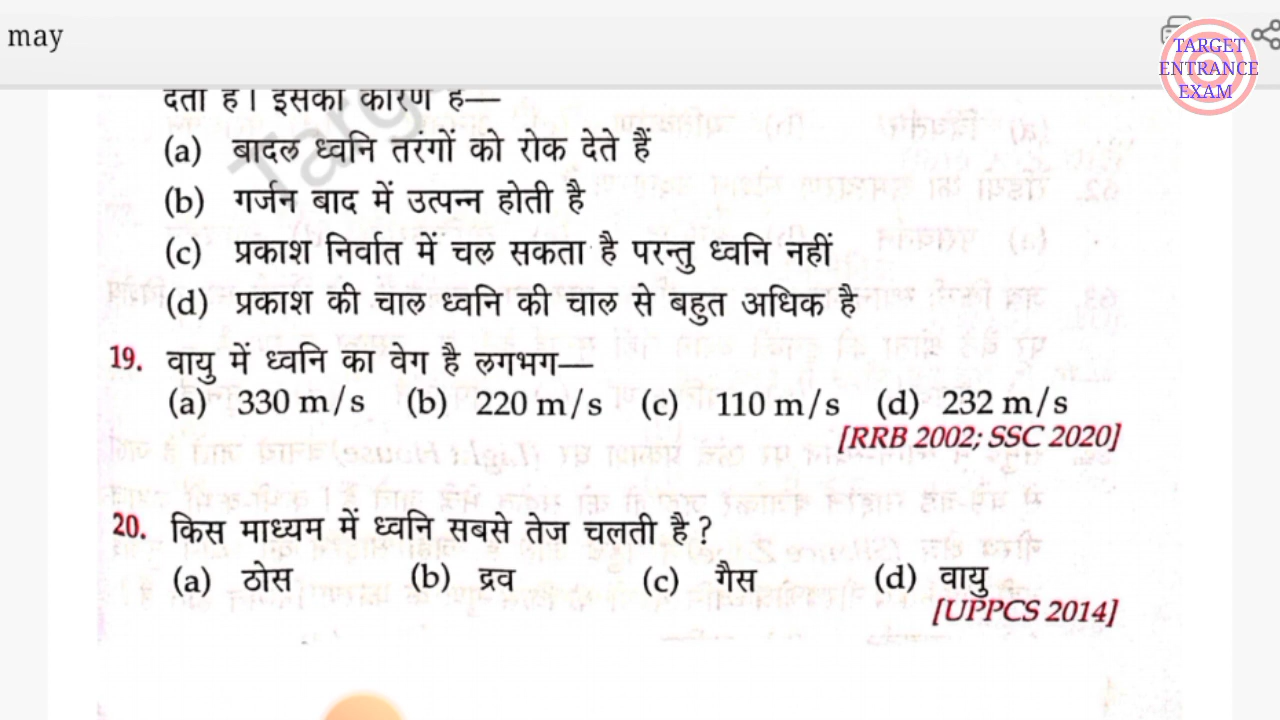 may
TARGET
ENTRANCE
EXAM
देता है। इसका कारण है—
(a) बादल ध्वनि तरंगों को रोक देते हैं
(b) गर्जन बाद में उत्पन्न होती है
(c) प्रकाश निर्वात में चल सकता है परन्तु ध्वनि नहीं
(d) प्रकाश की चाल ध्वनि की चाल से बहुत अधिक है
19. वायु में ध्वनि का वेग है लगभग—
(a) 330 m/s (b) 220 m/s (c) 110 m/s (d) 232 m/s
[RRB 2002; SSC 2020]
20. किस माध्यम में ध्वनि सबसे तेज चलती है ?
(a) ठोस (b) द्रव (c) गैस (d) वायु
[UPPCS 2014]